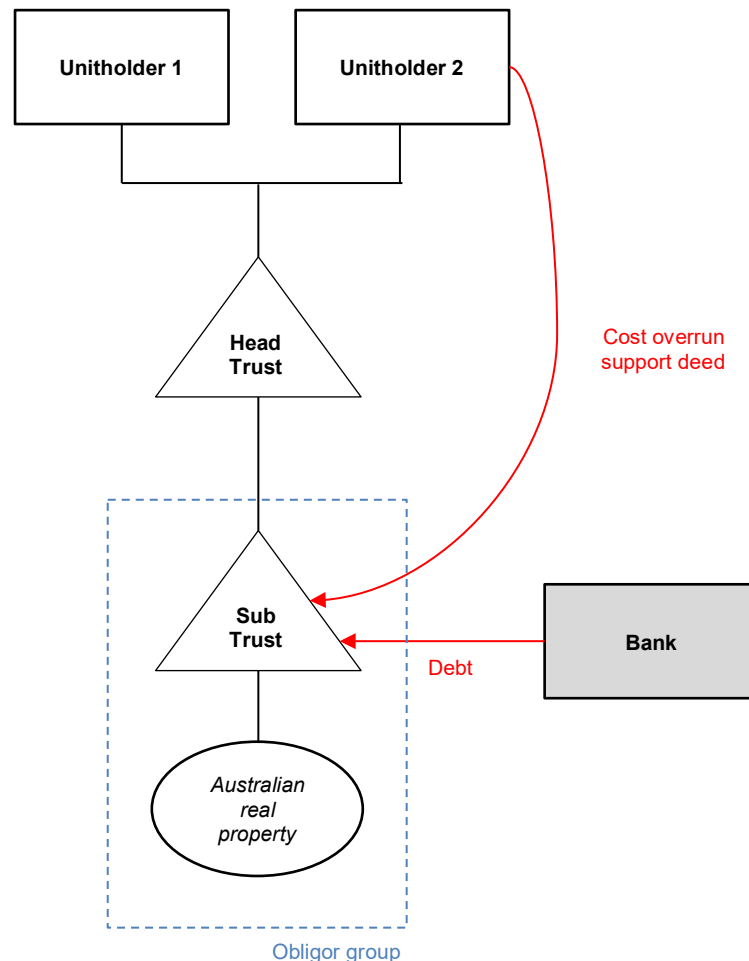 Unitholder 1
Unitholder 2
Head
Trust
Cost overrun
support deed
Sub
Trust
Debt
Bank
Australian
real
property
Obligor group